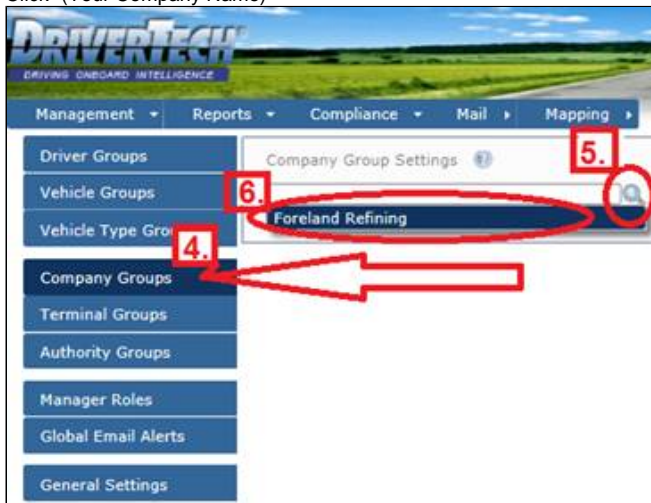 Click "(Your Company Name)"
DRIVERTECH
DRIVING ONBOARD INTELLIGENCE
Management Reports Compliance Mail Mapping
Driver Groups
Vehicle Groups
Vehicle Type Gro
Company Groups
Terminal Groups
Authority Groups
Manager Roles
Global Email Alerts
General Settings
Company Group Settings ?
5.
6.
Foreland Refining
4.